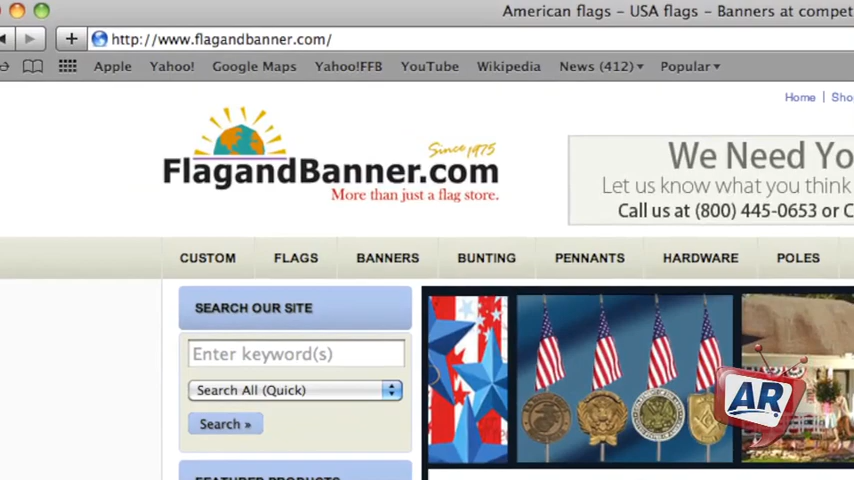 American flags - USA flags - Banners at compet
http://www.flagandbanner.com/
Apple Yahoo! Google Maps Yahoo!FFB YouTube Wikipedia News (412) Popular
Home | Sho
Since 1975
FlagandBanner.com
More than just a flag store.
We Need Yo
Let us know what you think
Call us at (800) 445-0653 or C
CUSTOM FLAGS BANNERS BUNTING PENNANTS HARDWARE POLES
SEARCH OUR SITE
Enter keyword(s)
Search All (Quick)
Search »
FEATURED PRODUCTS
AR